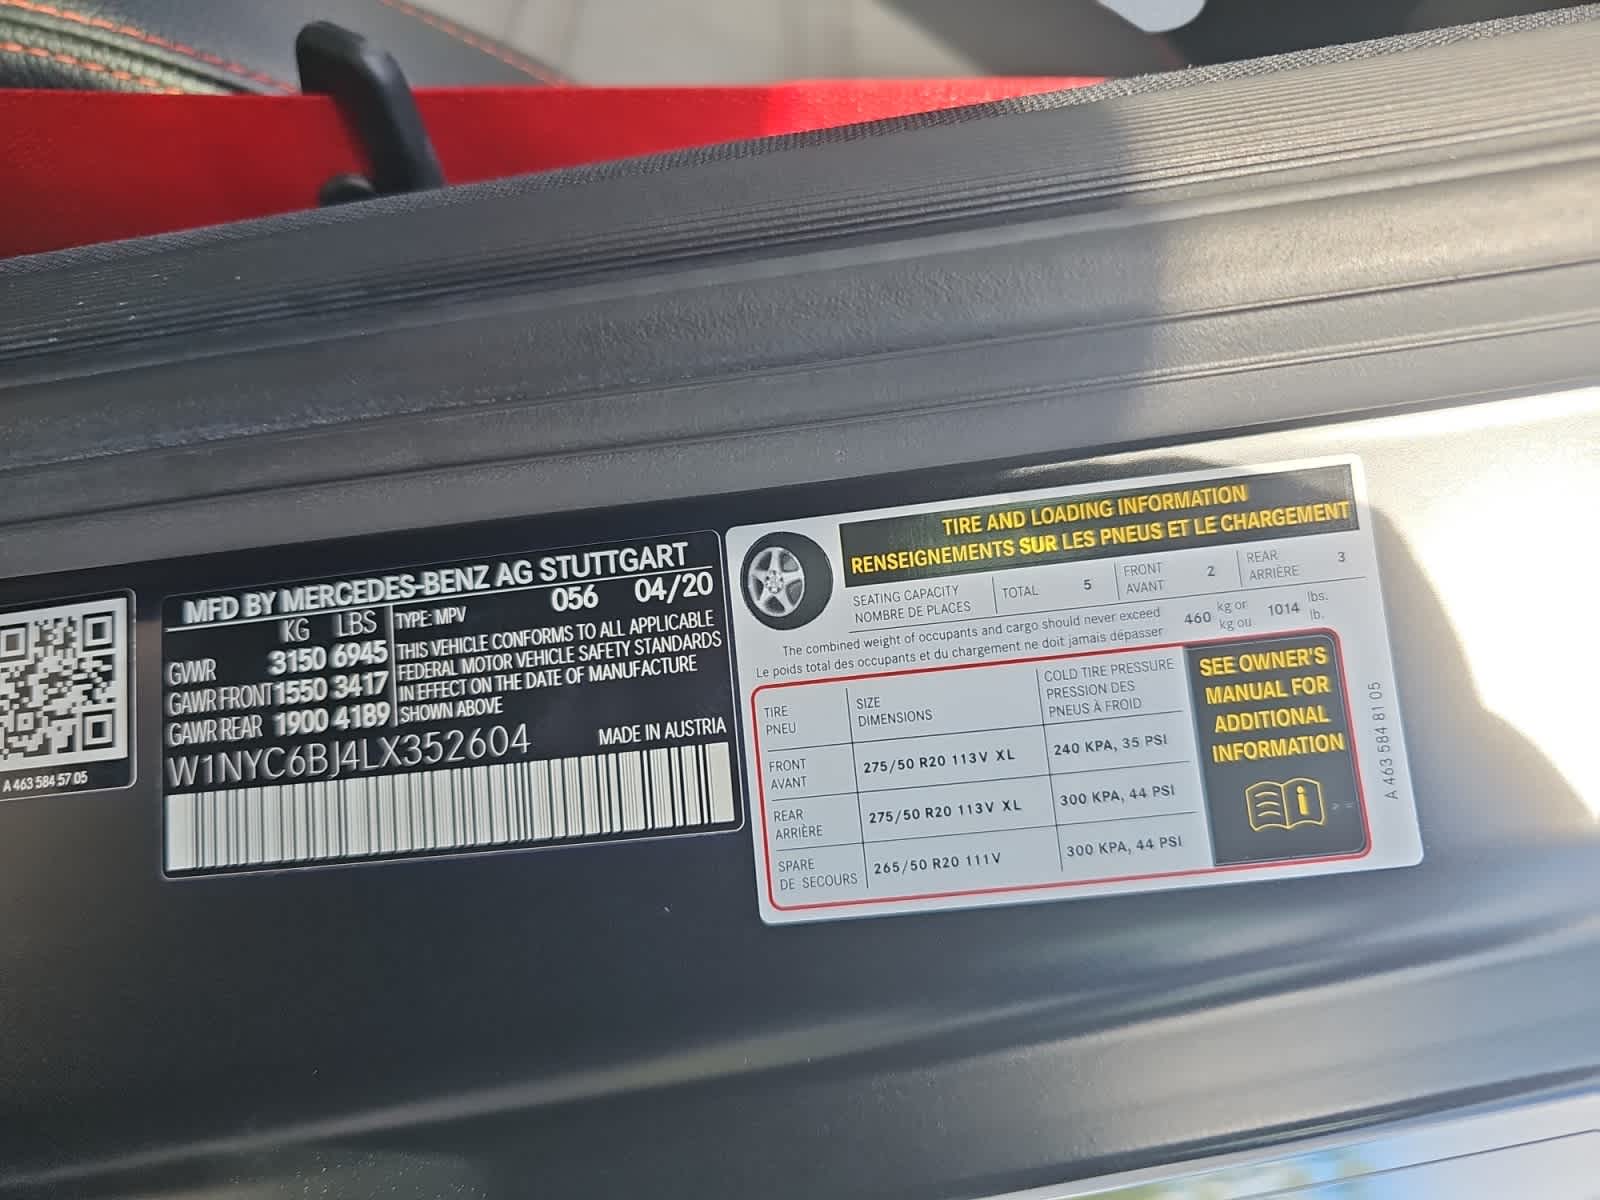 A 463 584 57 05
MFD BY MERCEDES-BENZ AG STUTTGART
KG LBS TYPE: MPV 056 04/20
GVWR 3150 6945
GAWR FRONT 1550 3417
GAWR REAR 1900 4189
THIS VEHICLE CONFORMS TO ALL APPLICABLE
FEDERAL MOTOR VEHICLE SAFETY STANDARDS
IN EFFECT ON THE DATE OF MANUFACTURE
SHOWN ABOVE
W1NYC6BJ4LX352604 MADE IN AUSTRIA
TIRE AND LOADING INFORMATION
RENSEIGNEMENTS SUR LES PNEUS ET LE CHARGEMENT
SEATING CAPACITY
NOMBRE DE PLACES
TOTAL 5
FRONT
AVANT
2
REAR
ARRIÈRE
3
The combined weight of occupants and cargo should never exceed
Le poids total des occupants et du chargement ne doit jamais dépasser
460
kg or
kg ou
1014
lbs.
lb.
TIRE
PNEU
SIZE
DIMENSIONS
COLD TIRE PRESSURE
PRESSION DES
PNEUS À FROID
FRONT
AVANT
275/50 R20 113V XL
240 KPA, 35 PSI
REAR
ARRIÈRE
275/50 R20 113V XL
300 KPA, 44 PSI
SPARE
DE SECOURS
265/50 R20 111V
300 KPA, 44 PSI
SEE OWNER'S
MANUAL FOR
ADDITIONAL
INFORMATION
A 463 584 81 05